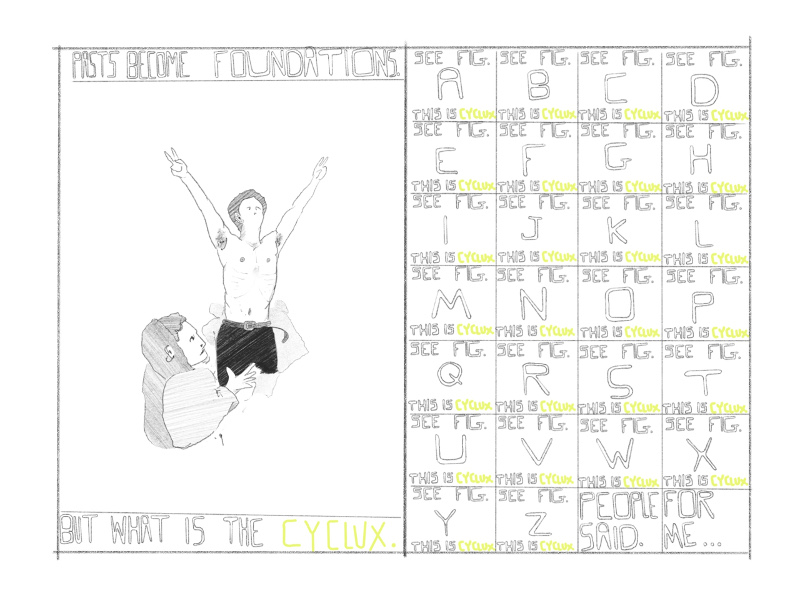 PASTS BECOME FOUNDATIONS.
BUT WHAT IS THE CYCLUX.
SEE FIG. SEE FIG. SEE FIG. SEE FIG.
A B C D
THIS IS CYCLUX THIS IS CYCLUX THIS IS CYCLUX THIS IS CYCLUX
SEE FIG. SEE FIG. SEE FIG. SEE FIG.
E F G H
THIS IS CYCLUX THIS IS CYCLUX THIS IS CYCLUX THIS IS CYCLUX
SEE FIG. SEE FIG. SEE FIG. SEE FIG.
I J K L
THIS IS CYCLUX THIS IS CYCLUX THIS IS CYCLUX THIS IS CYCLUX
SEE FIG. SEE FIG. SEE FIG. SEE FIG.
M N O P
THIS IS CYCLUX THIS IS CYCLUX THIS IS CYCLUX THIS IS CYCLUX
SEE FIG. SEE FIG. SEE FIG. SEE FIG.
Q R S T
THIS IS CYCLUX THIS IS CYCLUX THIS IS CYCLUX THIS IS CYCLUX
SEE FIG. SEE FIG. SEE FIG. SEE FIG.
U V W X
THIS IS CYCLUX THIS IS CYCLUX THIS IS CYCLUX THIS IS CYCLUX
SEE FIG. SEE FIG.
Y Z
THIS IS CYCLUX THIS IS CYCLUX
PEOPLE
SAID.
FOR
ME...